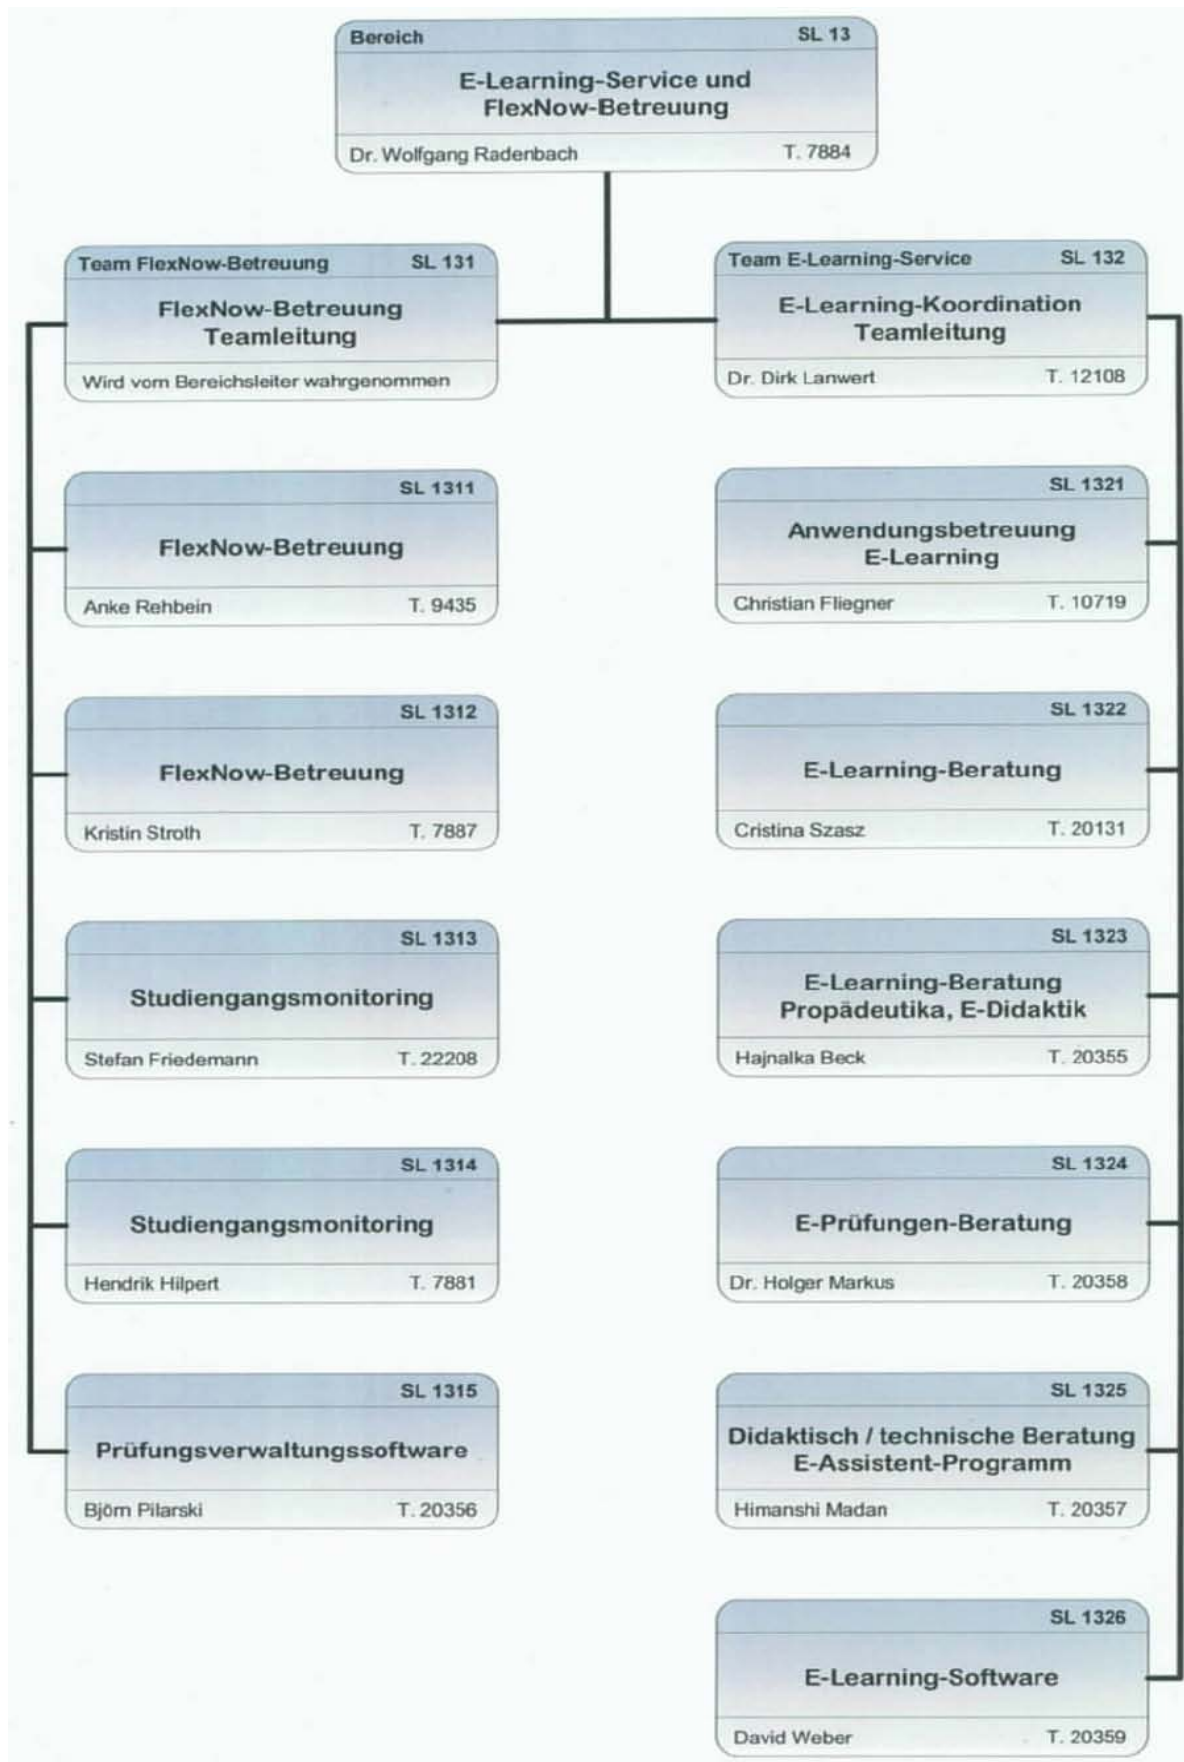 Bereich SL 13
E-Learning-Service und
FlexNow-Betreuung
Dr. Wolfgang Radenbach T. 7884
Team FlexNow-Betreuung SL 131
FlexNow-Betreuung
Teamleitung
Wird vom Bereichsleiter wahrgenommen
Team E-Learning-Service SL 132
E-Learning-Koordination
Teamleitung
Dr. Dirk Lanwert T. 12108
SL 1311
FlexNow-Betreuung
Anke Rehbein T. 9435
SL 1321
Anwendungsbetreuung
E-Learning
Christian Fliegner T. 10719
SL 1312
FlexNow-Betreuung
Kristin Stroth T. 7887
SL 1322
E-Learning-Beratung
Cristina Szasz T. 20131
SL 1313
Studiengangsmonitoring
Stefan Friedemann T. 22208
SL 1323
E-Learning-Beratung
Propädeutika, E-Didaktik
Hajnalka Beck T. 20355
SL 1314
Studiengangsmonitoring
Hendrik Hilpert T. 7881
SL 1324
E-Prüfungen-Beratung
Dr. Holger Markus T. 20358
SL 1315
Prüfungsverwaltungssoftware
Björn Pilarski T. 20356
SL 1325
Didaktisch / technische Beratung
E-Assistent-Programm
Himanshi Madan T. 20357
SL 1326
E-Learning-Software
David Weber T. 20359